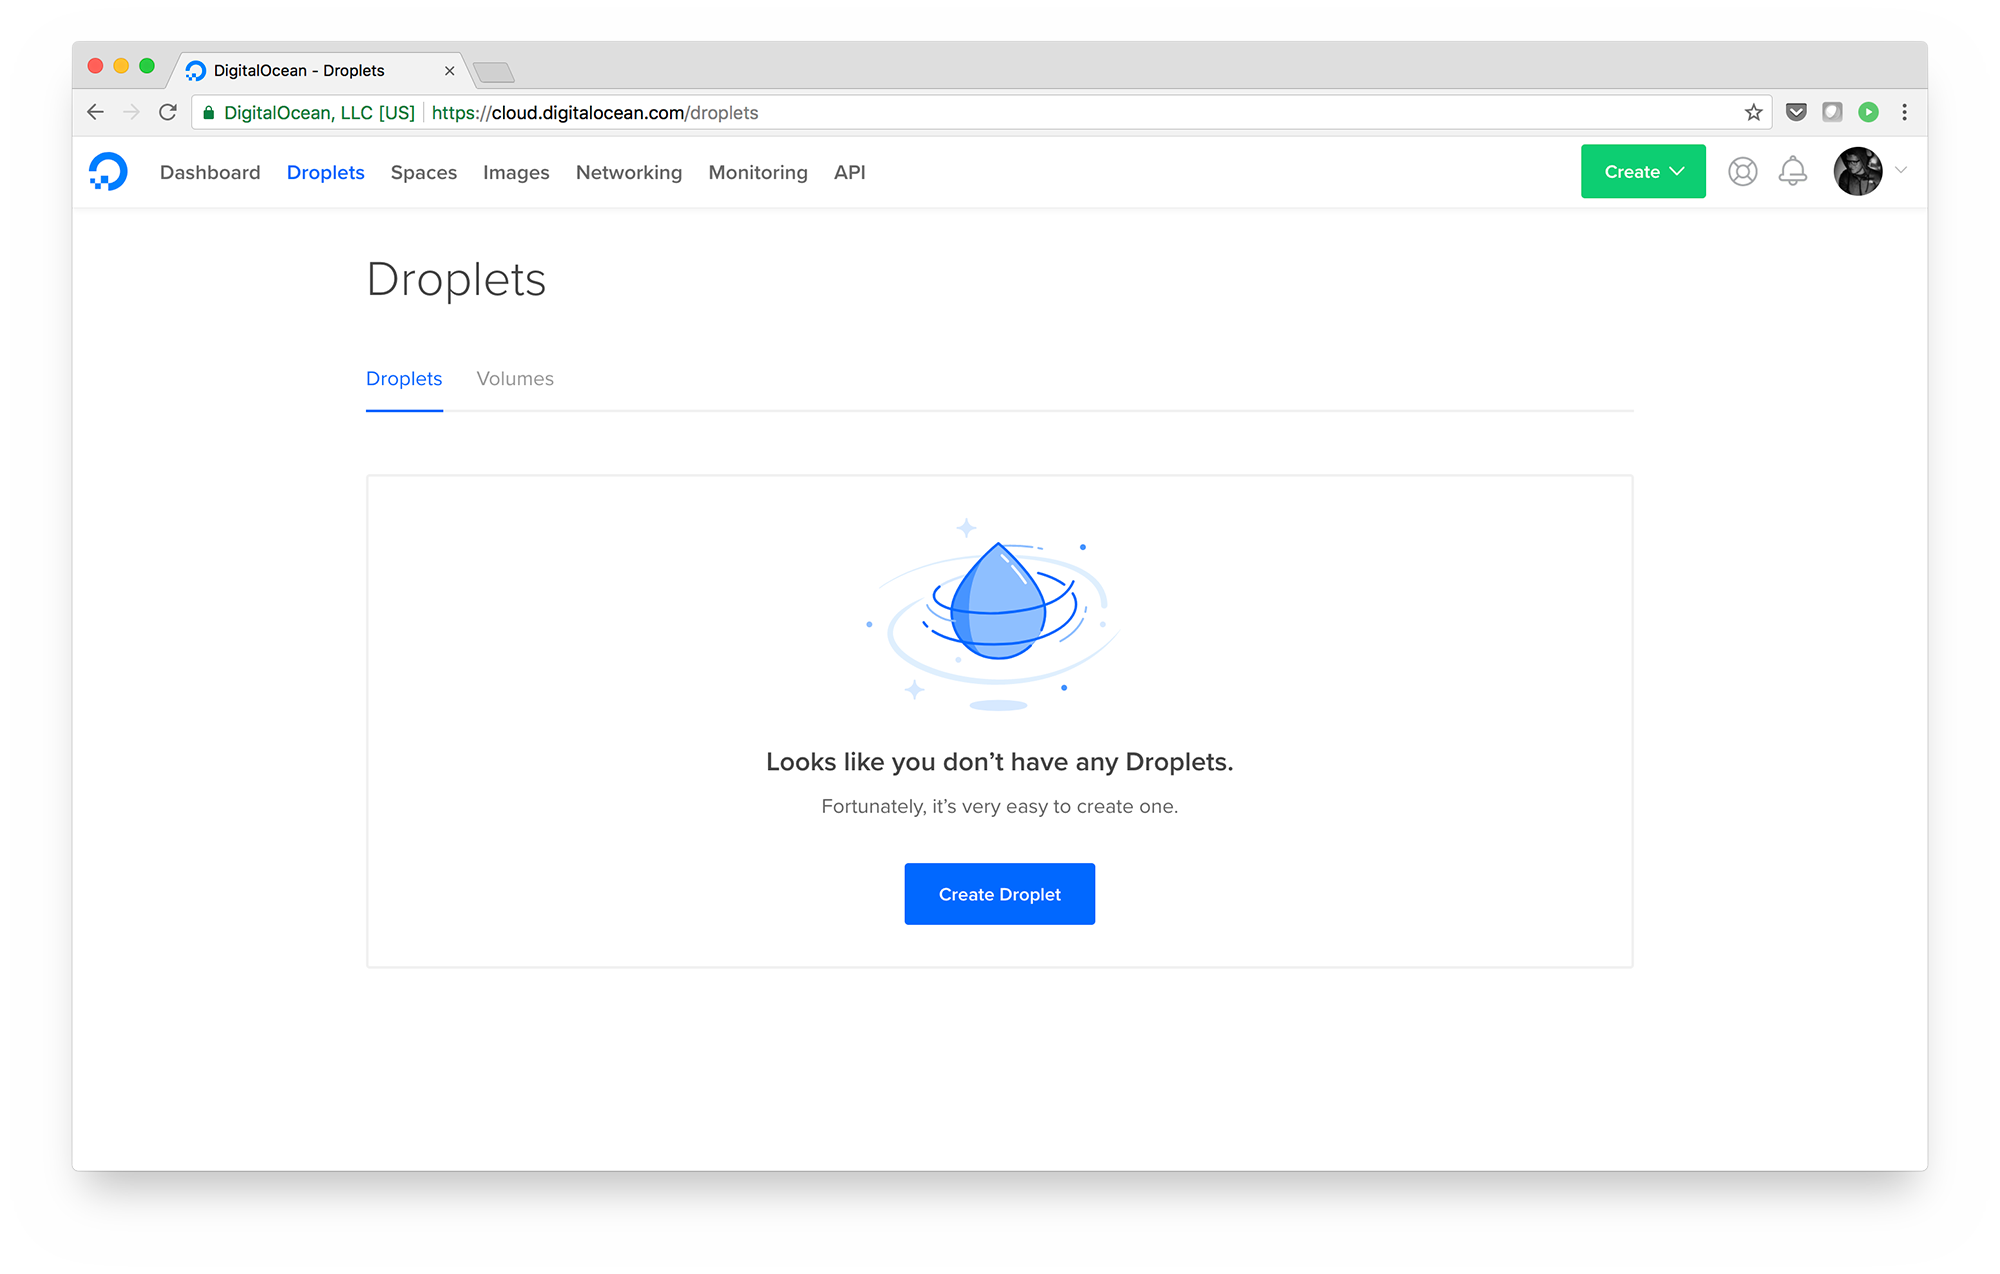 DigitalOcean - Droplets
DigitalOcean, LLC [US] https://cloud.digitalocean.com/droplets
Dashboard Droplets Spaces Images Networking Monitoring API Create
Droplets
Droplets Volumes
Looks like you don’t have any Droplets.
Fortunately, it’s very easy to create one.
Create Droplet